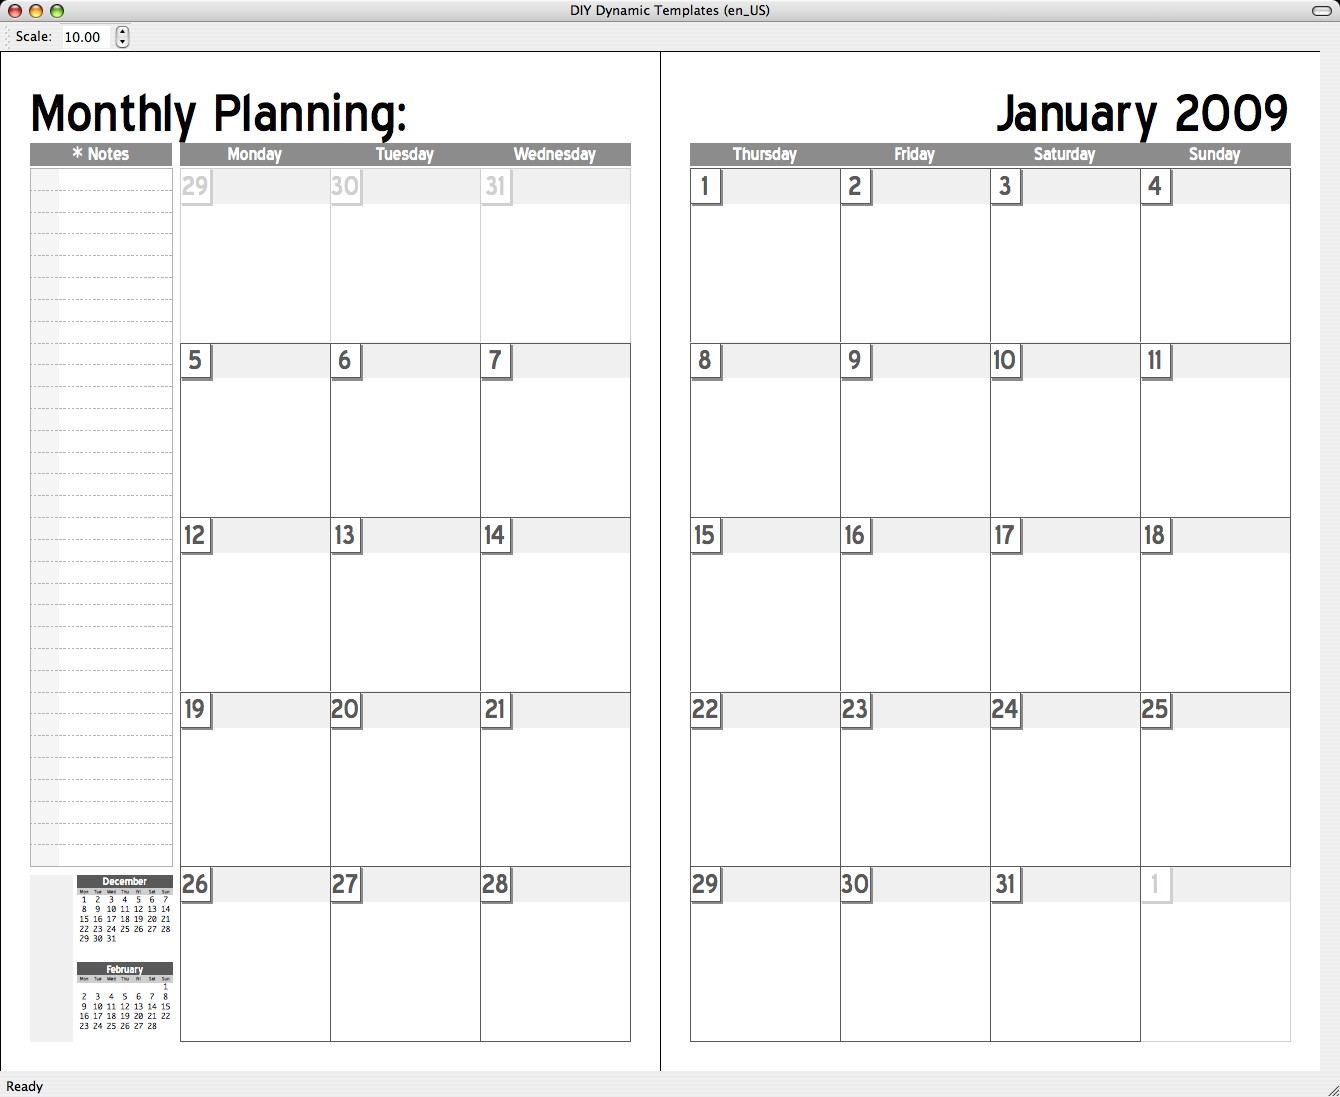 DIY Dynamic Templates (en_US)
Scale: 10.00
Monthly Planning: January 2009
* Notes Monday Tuesday Wednesday Thursday Friday Saturday Sunday
29 30 31 1 2 3 4
5 6 7 8 9 10 11
12 13 14 15 16 17 18
19 20 21 22 23 24 25
26 27 28 29 30 31 1
December
Mon Tue Wed Thu Fri Sat Sun
1 2 3 4 5 6 7
8 9 10 11 12 13 14
15 16 17 18 19 20 21
22 23 24 25 26 27 28
29 30 31
February
Mon Tue Wed Thu Fri Sat Sun
1
2 3 4 5 6 7 8
9 10 11 12 13 14 15
16 17 18 19 20 21 22
23 24 25 26 27 28
Ready